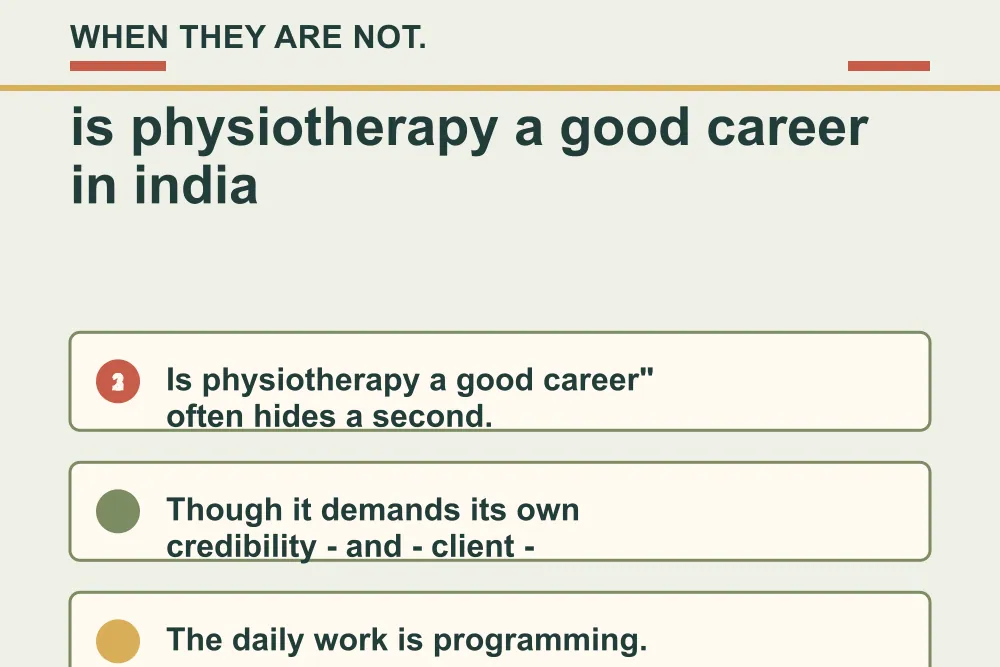 WHEN THEY ARE NOT.
is physiotherapy a good career
in india
Is physiotherapy a good career"
often hides a second.
Though it demands its own
credibility - and - client -
The daily work is programming.